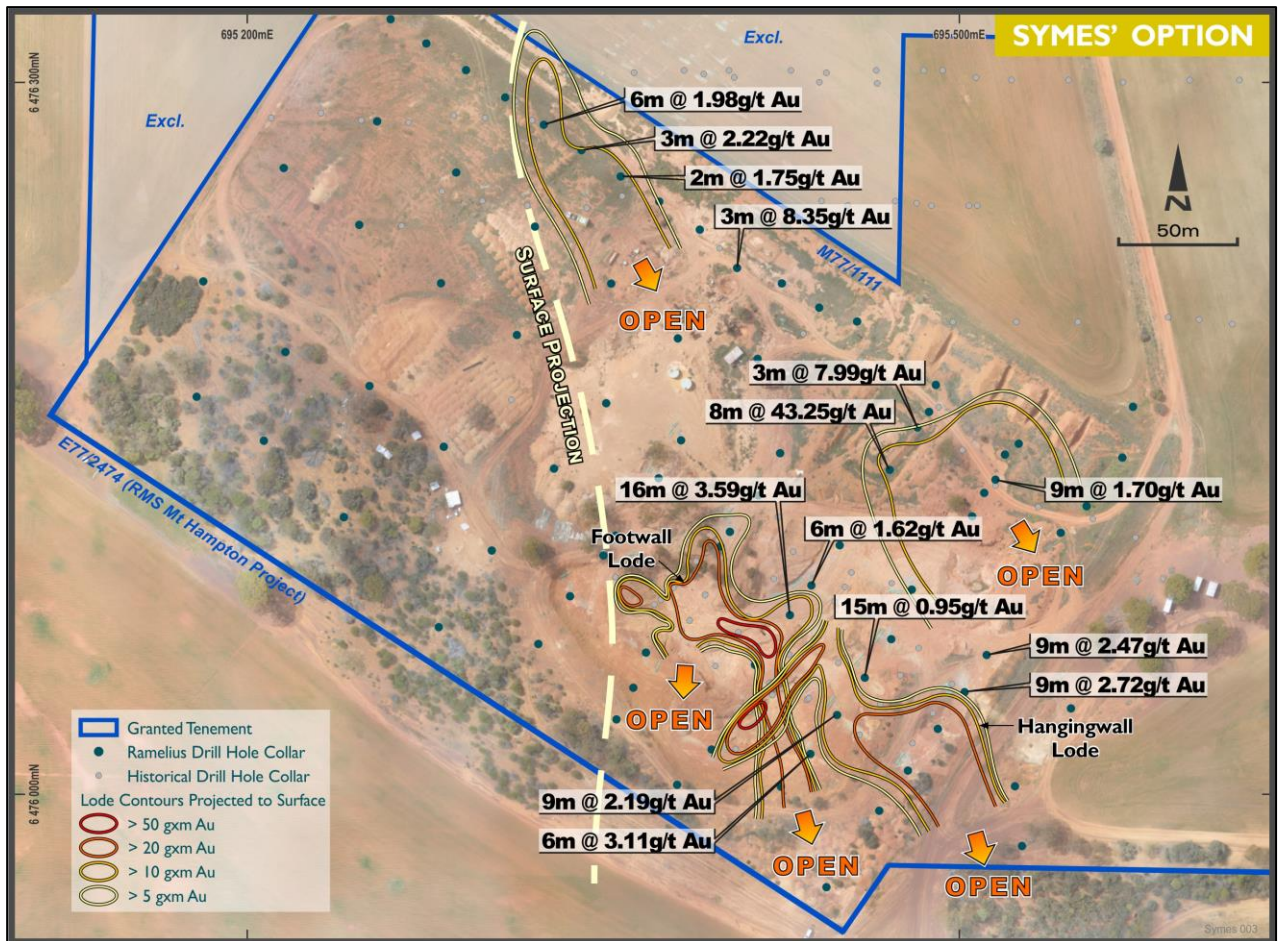 695 200mE
Excl.
695 500mE
SYMES' OPTION
6 476 300mN
Excl.
6m @ 1.98g/t Au
3m @ 2.22g/t Au
2m @ 1.75g/t Au
3m @ 8.35g/t Au
N
50m
M77/1111
SURFACE PROJECTION
OPEN
3m @ 7.99g/t Au
8m @ 43.25g/t Au
16m @ 3.59g/t Au
9m @ 1.70g/t Au
6m @ 1.62g/t Au
E77/2474 (RMS Mt Hampton Project)
Footwall
Lode
OPEN
15m @ 0.95g/t Au
9m @ 2.47g/t Au
9m @ 2.72g/t Au
OPEN
Hangingwall
Lode
6 476 000mN
9m @ 2.19g/t Au
6m @ 3.11g/t Au
OPEN
OPEN
Granted Tenement
Ramelius Drill Hole Collar
Historical Drill Hole Collar
Lode Contours Projected to Surface
> 50 gxm Au
> 20 gxm Au
> 10 gxm Au
> 5 gxm Au
Symes 003